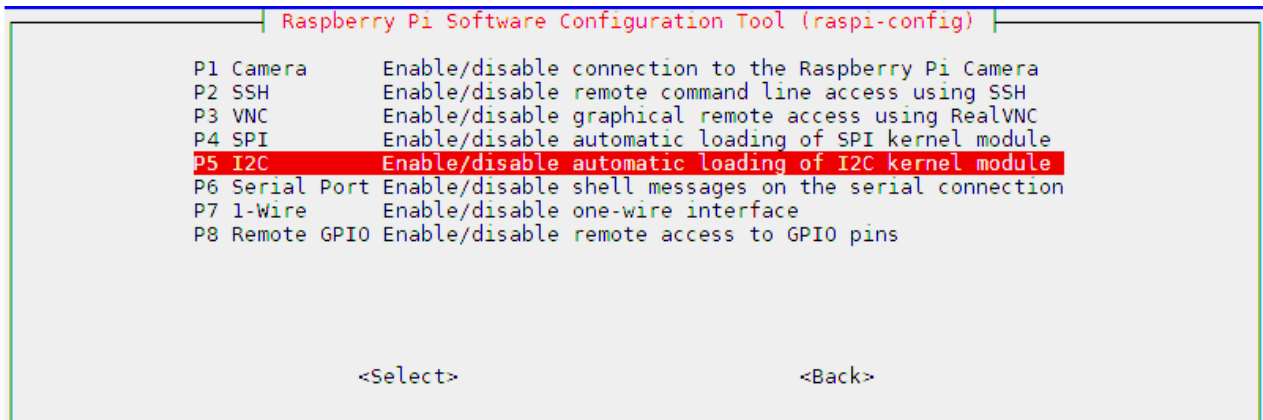 Raspberry Pi Software Configuration Tool (raspi-config)
P1 Camera Enable/disable connection to the Raspberry Pi Camera
P2 SSH Enable/disable remote command line access using SSH
P3 VNC Enable/disable graphical remote access using RealVNC
P4 SPI Enable/disable automatic loading of SPI kernel module
P5 I2C Enable/disable automatic loading of I2C kernel module
P6 Serial Port Enable/disable shell messages on the serial connection
P7 1-Wire Enable/disable one-wire interface
P8 Remote GPIO Enable/disable remote access to GPIO pins
<Select> <Back>